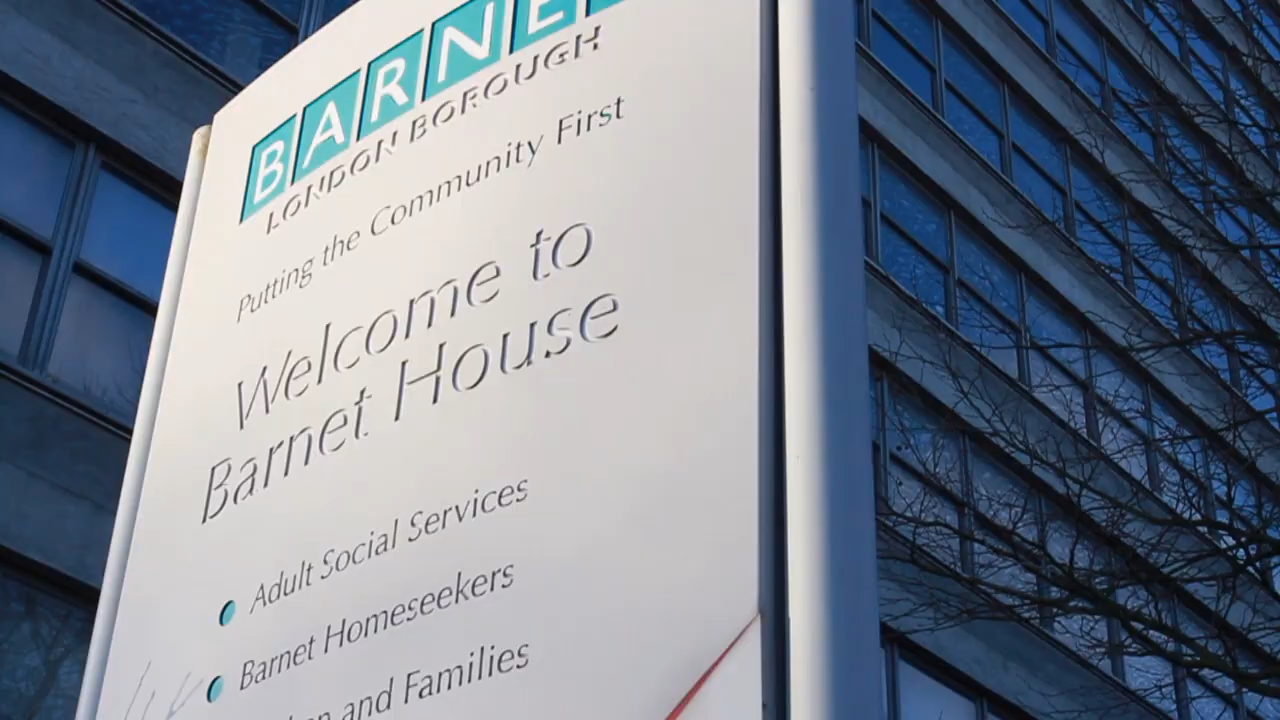 BARNE
LONDON BOROUGH
Putting the Community First
Welcome to
Barnet House
Adult Social Services
Barnet Homeseekers
and Families